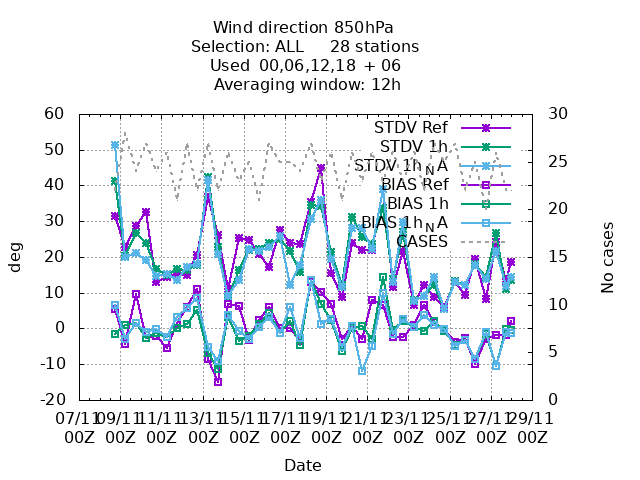 Wind direction 850hPa
Selection: ALL 28 stations
Used 00,06,12,18 + 06
Averaging window: 12h
60
50
40
30
20
10
0
-10
-20
deg
30
25
20
15
10
5
0
No cases
STDV Ref
STDV 1h
STDV 1h_NA
BIAS Ref
BIAS 1h
BIAS 1h_NA
CASES
07/11 09/11 11/11 13/11 15/11 17/11 19/11 21/11 23/11 25/11 27/11 29/11
00Z 00Z 00Z 00Z 00Z 00Z 00Z 00Z 00Z 00Z 00Z 00Z
Date